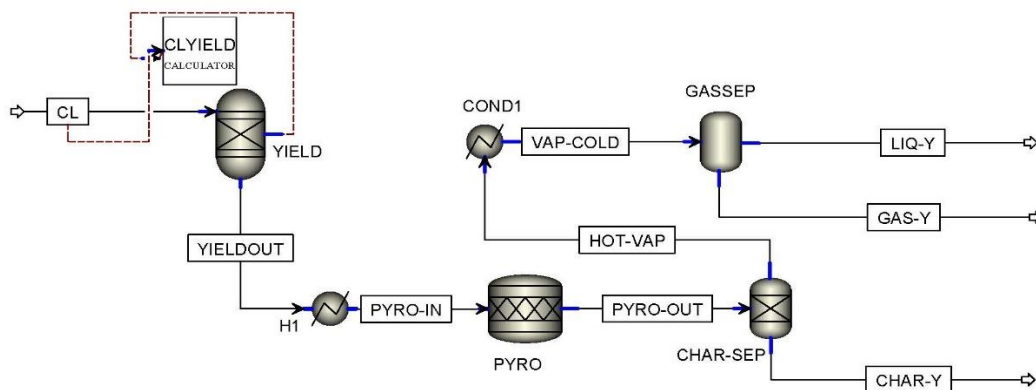 CLYIELD
CALCULATOR
CL
YIELD
COND1
VAP-COLD
GASSEP
LIQ-Y
GAS-Y
YIELDOUT
HOT-VAP
H1
PYRO-IN
PYRO
PYRO-OUT
CHAR-SEP
CHAR-Y